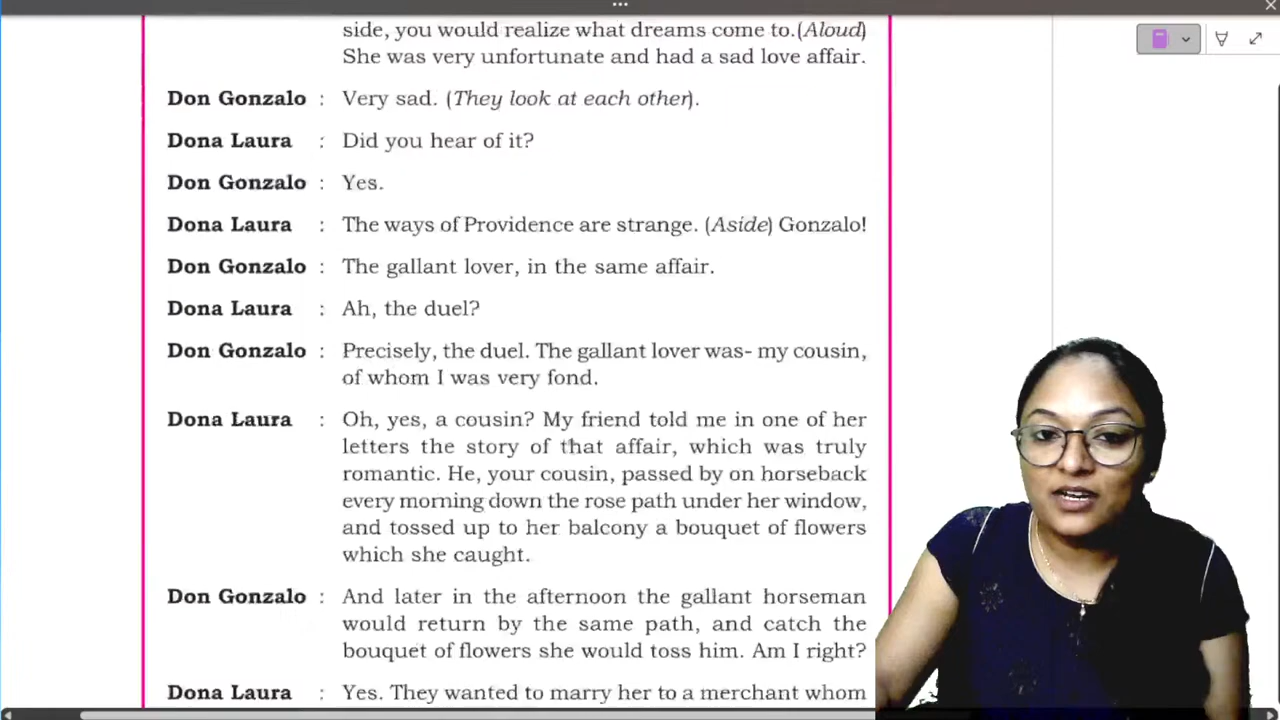 side, you would realize what dreams come to.(Aloud)
She was very unfortunate and had a sad love affair.
Don Gonzalo : Very sad. (They look at each other).
Dona Laura : Did you hear of it?
Don Gonzalo : Yes.
Dona Laura : The ways of Providence are strange. (Aside) Gonzalo!
Don Gonzalo : The gallant lover, in the same affair.
Dona Laura : Ah, the duel?
Don Gonzalo : Precisely, the duel. The gallant lover was- my cousin,
of whom I was very fond.
Dona Laura : Oh, yes, a cousin? My friend told me in one of her
letters the story of that affair, which was truly
romantic. He, your cousin, passed by on horseback
every morning down the rose path under her window,
and tossed up to her balcony a bouquet of flowers
which she caught.
Don Gonzalo : And later in the afternoon the gallant horseman
would return by the same path, and catch the
bouquet of flowers she would toss him. Am I right?
Dona Laura : Yes. They wanted to marry her to a merchant whom